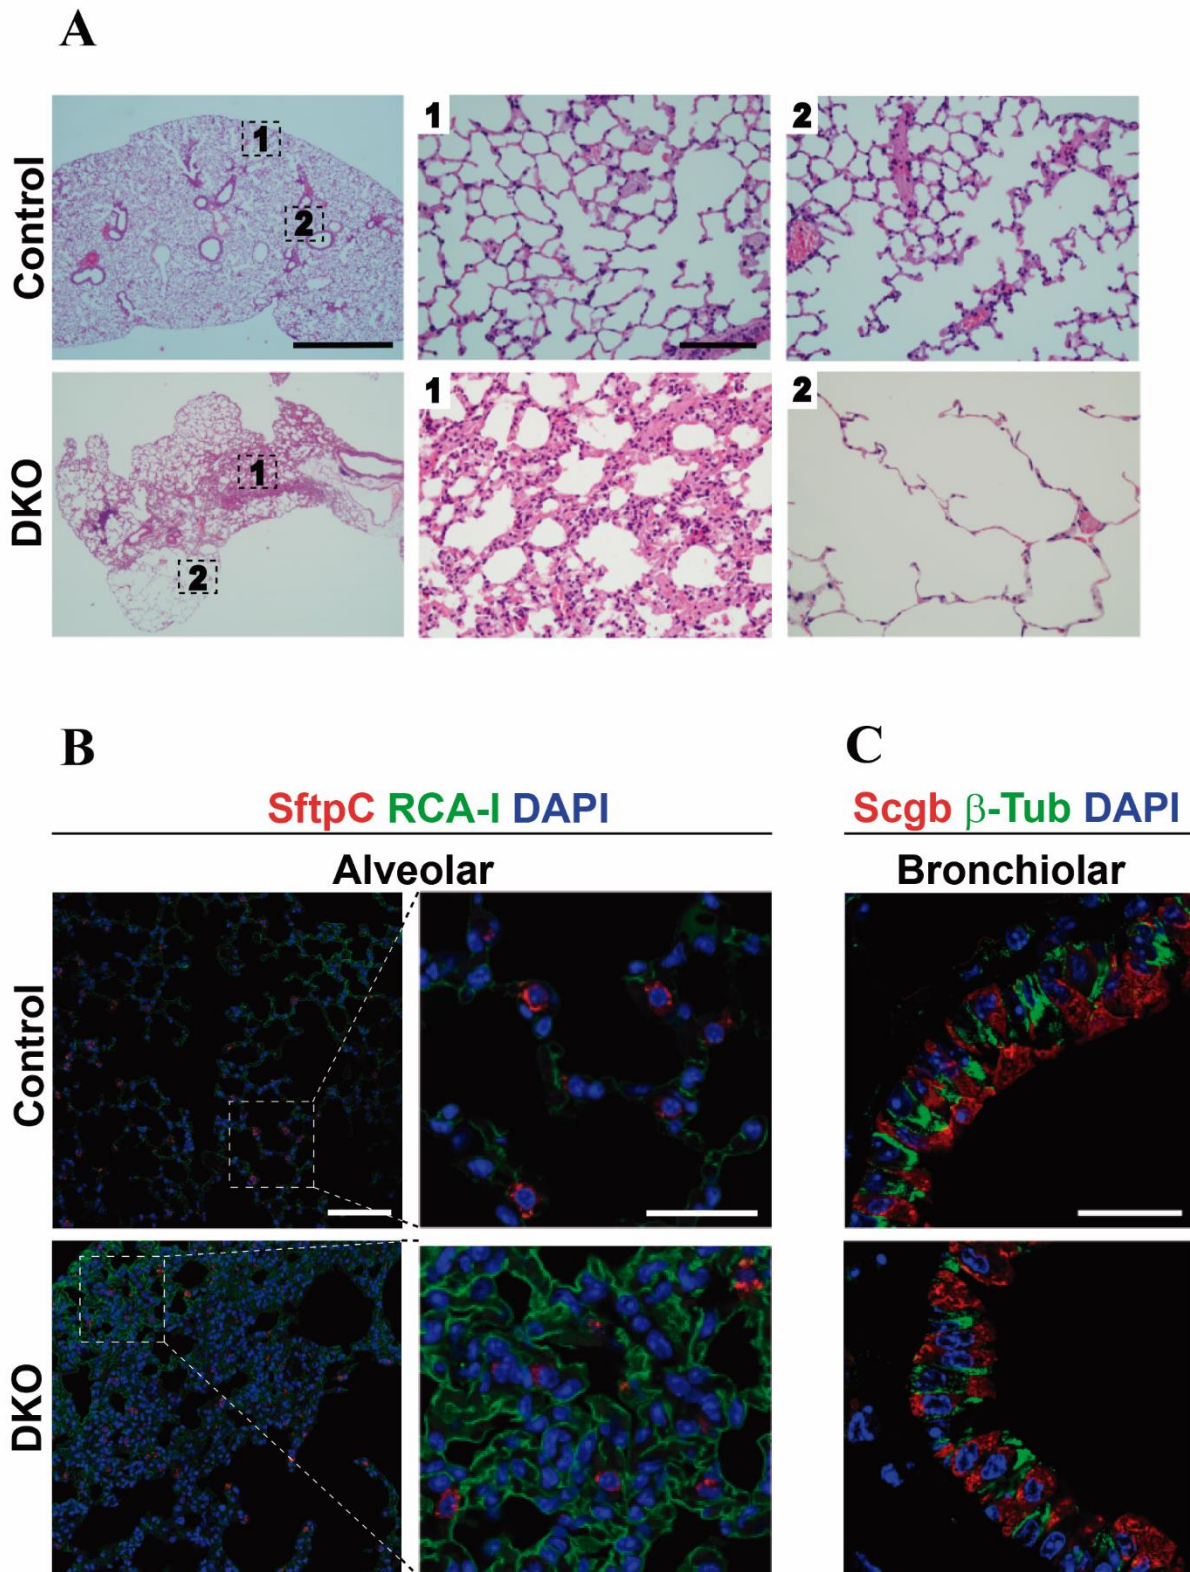 A
Control
1
2
1
2
DKO
1
2
1
2
B
SftpC RCA-I DAPI
Alveolar
Control
DKO
C
Scgb β-Tub DAPI
Bronchiolar